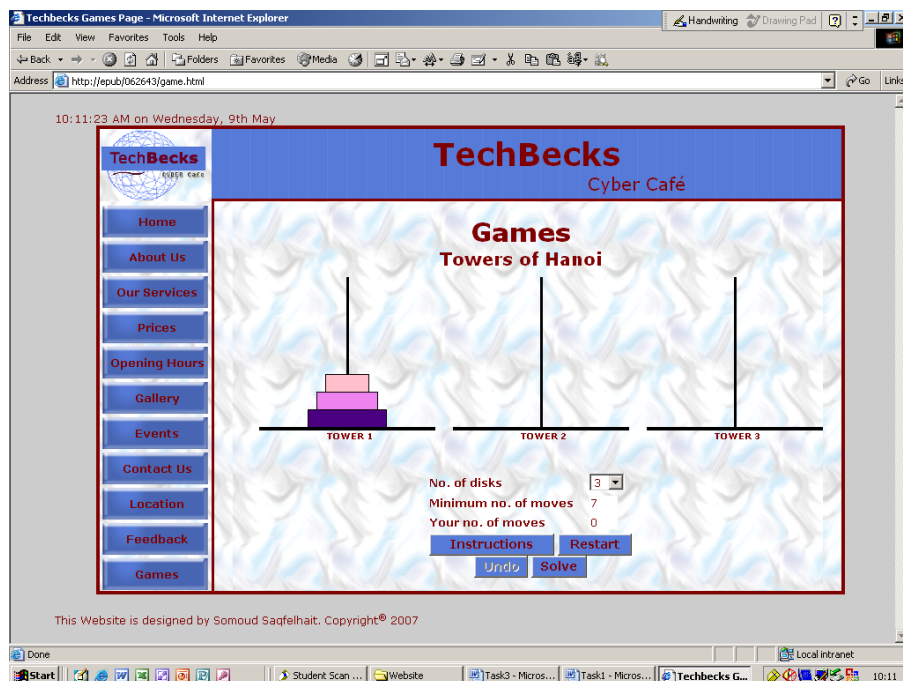 Techbecks Games Page - Microsoft Internet Explorer
Handwriting Drawing Pad
File Edit View Favorites Tools Help
Back Folders Favorites Media
Address http://epub/062643/game.html Go Links
10:11:23 AM on Wednesday, 9th May
TechBecks
CYBER Cafe
TechBecks
Cyber Café
Home
About Us
Our Services
Prices
Opening Hours
Gallery
Events
Contact Us
Location
Feedback
Games
Games
Towers of Hanoi
TOWER 1 TOWER 2 TOWER 3
No. of disks 3
Minimum no. of moves 7
Your no. of moves 0
Instructions Restart
Undo Solve
This Website is designed by Somoud Saqfelhait. Copyright® 2007
Done Local intranet
Start Student Scan ... Website Task3 - Micros... Task1 - Micros... Techbecks G... 10:11